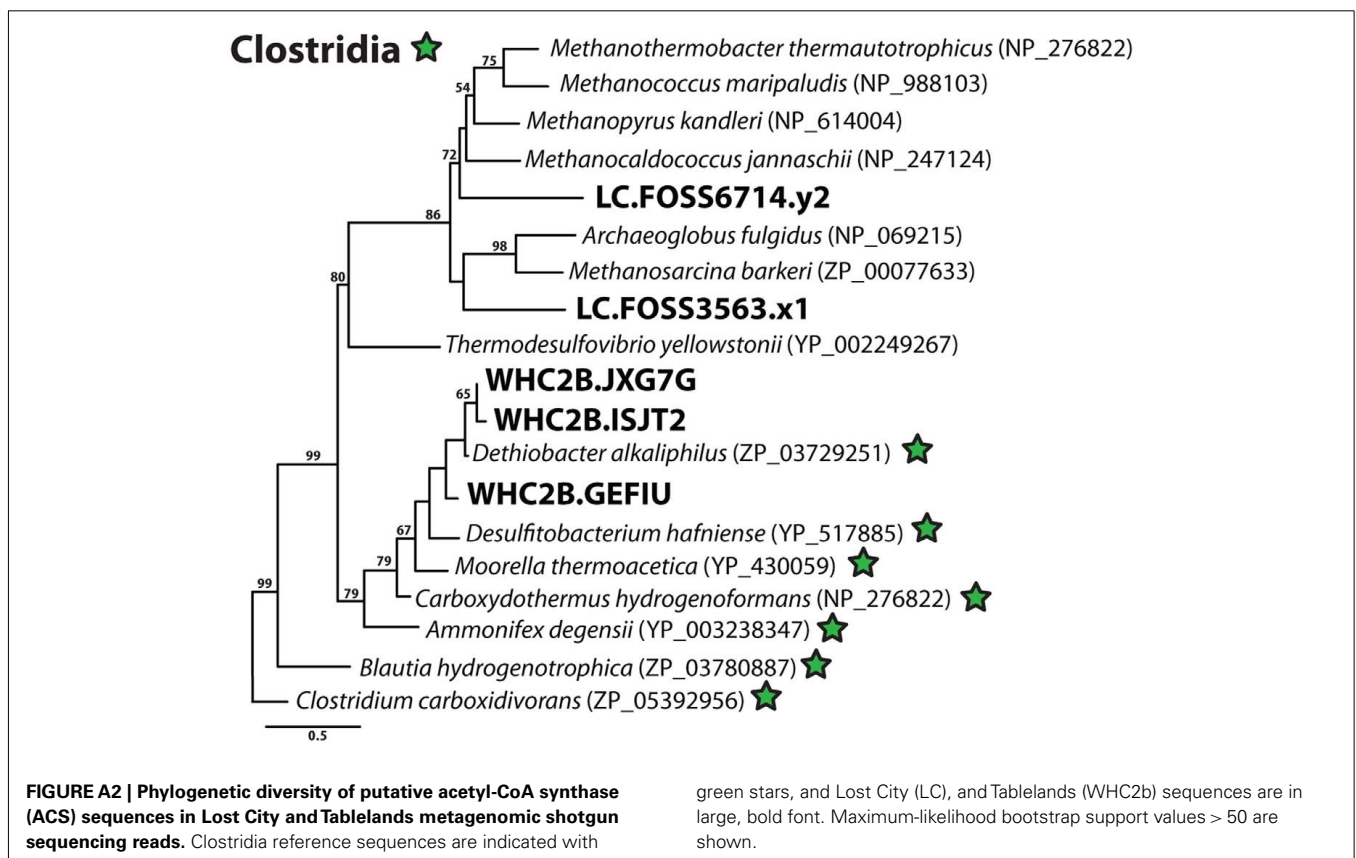 Clostridia
Methanothermobacter thermautotrophicus (NP_276822)
75
Methanococcus maripaludis (NP_988103)
54
Methanopyrus kandleri (NP_614004)
72
Methanocaldococcus jannaschii (NP_247124)
LC.FOSS6714.y2
86
Archaeoglobus fulgidus (NP_069215)
98
Methanosarcina barkeri (ZP_00077633)
80
LC.FOSS3563.x1
Thermodesulfovibrio yellowstonii (YP_002249267)
WHC2B.JXG7G
65
WHC2B.ISJT2
Dethiobacter alkaliphilus (ZP_03729251)
99
WHC2B.GEFIU
Desulfitobacterium hafniense (YP_517885)
67
Moorella thermoacetica (YP_430059)
79
Carboxydothermus hydrogenoformans (NP_276822)
79
99
Ammonifex degensii (YP_003238347)
Blautia hydrogenotrophica (ZP_03780887)
Clostridium carboxidivorans (ZP_05392956)
0.5
FIGURE A2 | Phylogenetic diversity of putative acetyl-CoA synthase
(ACS) sequences in Lost City and Tablelands metagenomic shotgun
sequencing reads. Clostridia reference sequences are indicated with
green stars, and Lost City (LC), and Tablelands (WHC2b) sequences are in
large, bold font. Maximum-likelihood bootstrap support values > 50 are
shown.